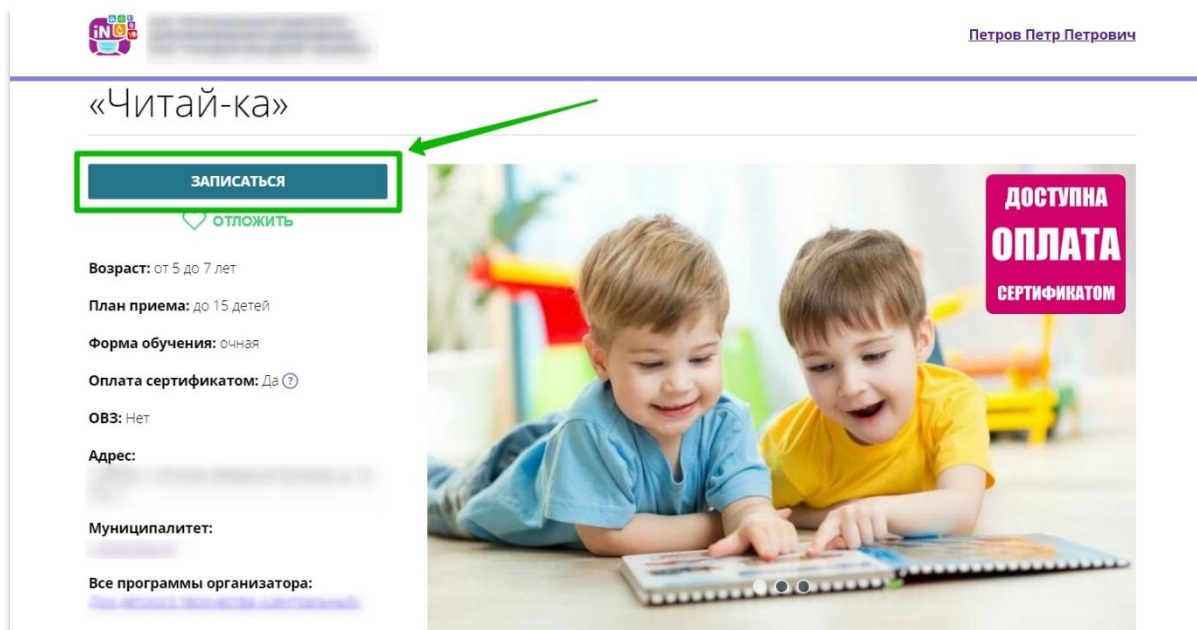 iN
Петров Петр Петрович
«Читай-ка»
ЗАПИСАТЬСЯ
ОТЛОЖИТЬ
Возраст: от 5 до 7 лет
План приема: до 15 детей
Форма обучения: очная
Оплата сертификатом: Да ?
ОВЗ: Нет
Адрес:
Муниципалитет:
Все программы организатора:
ДОСТУПНА
ОПЛАТА
СЕРТИФИКАТОМ